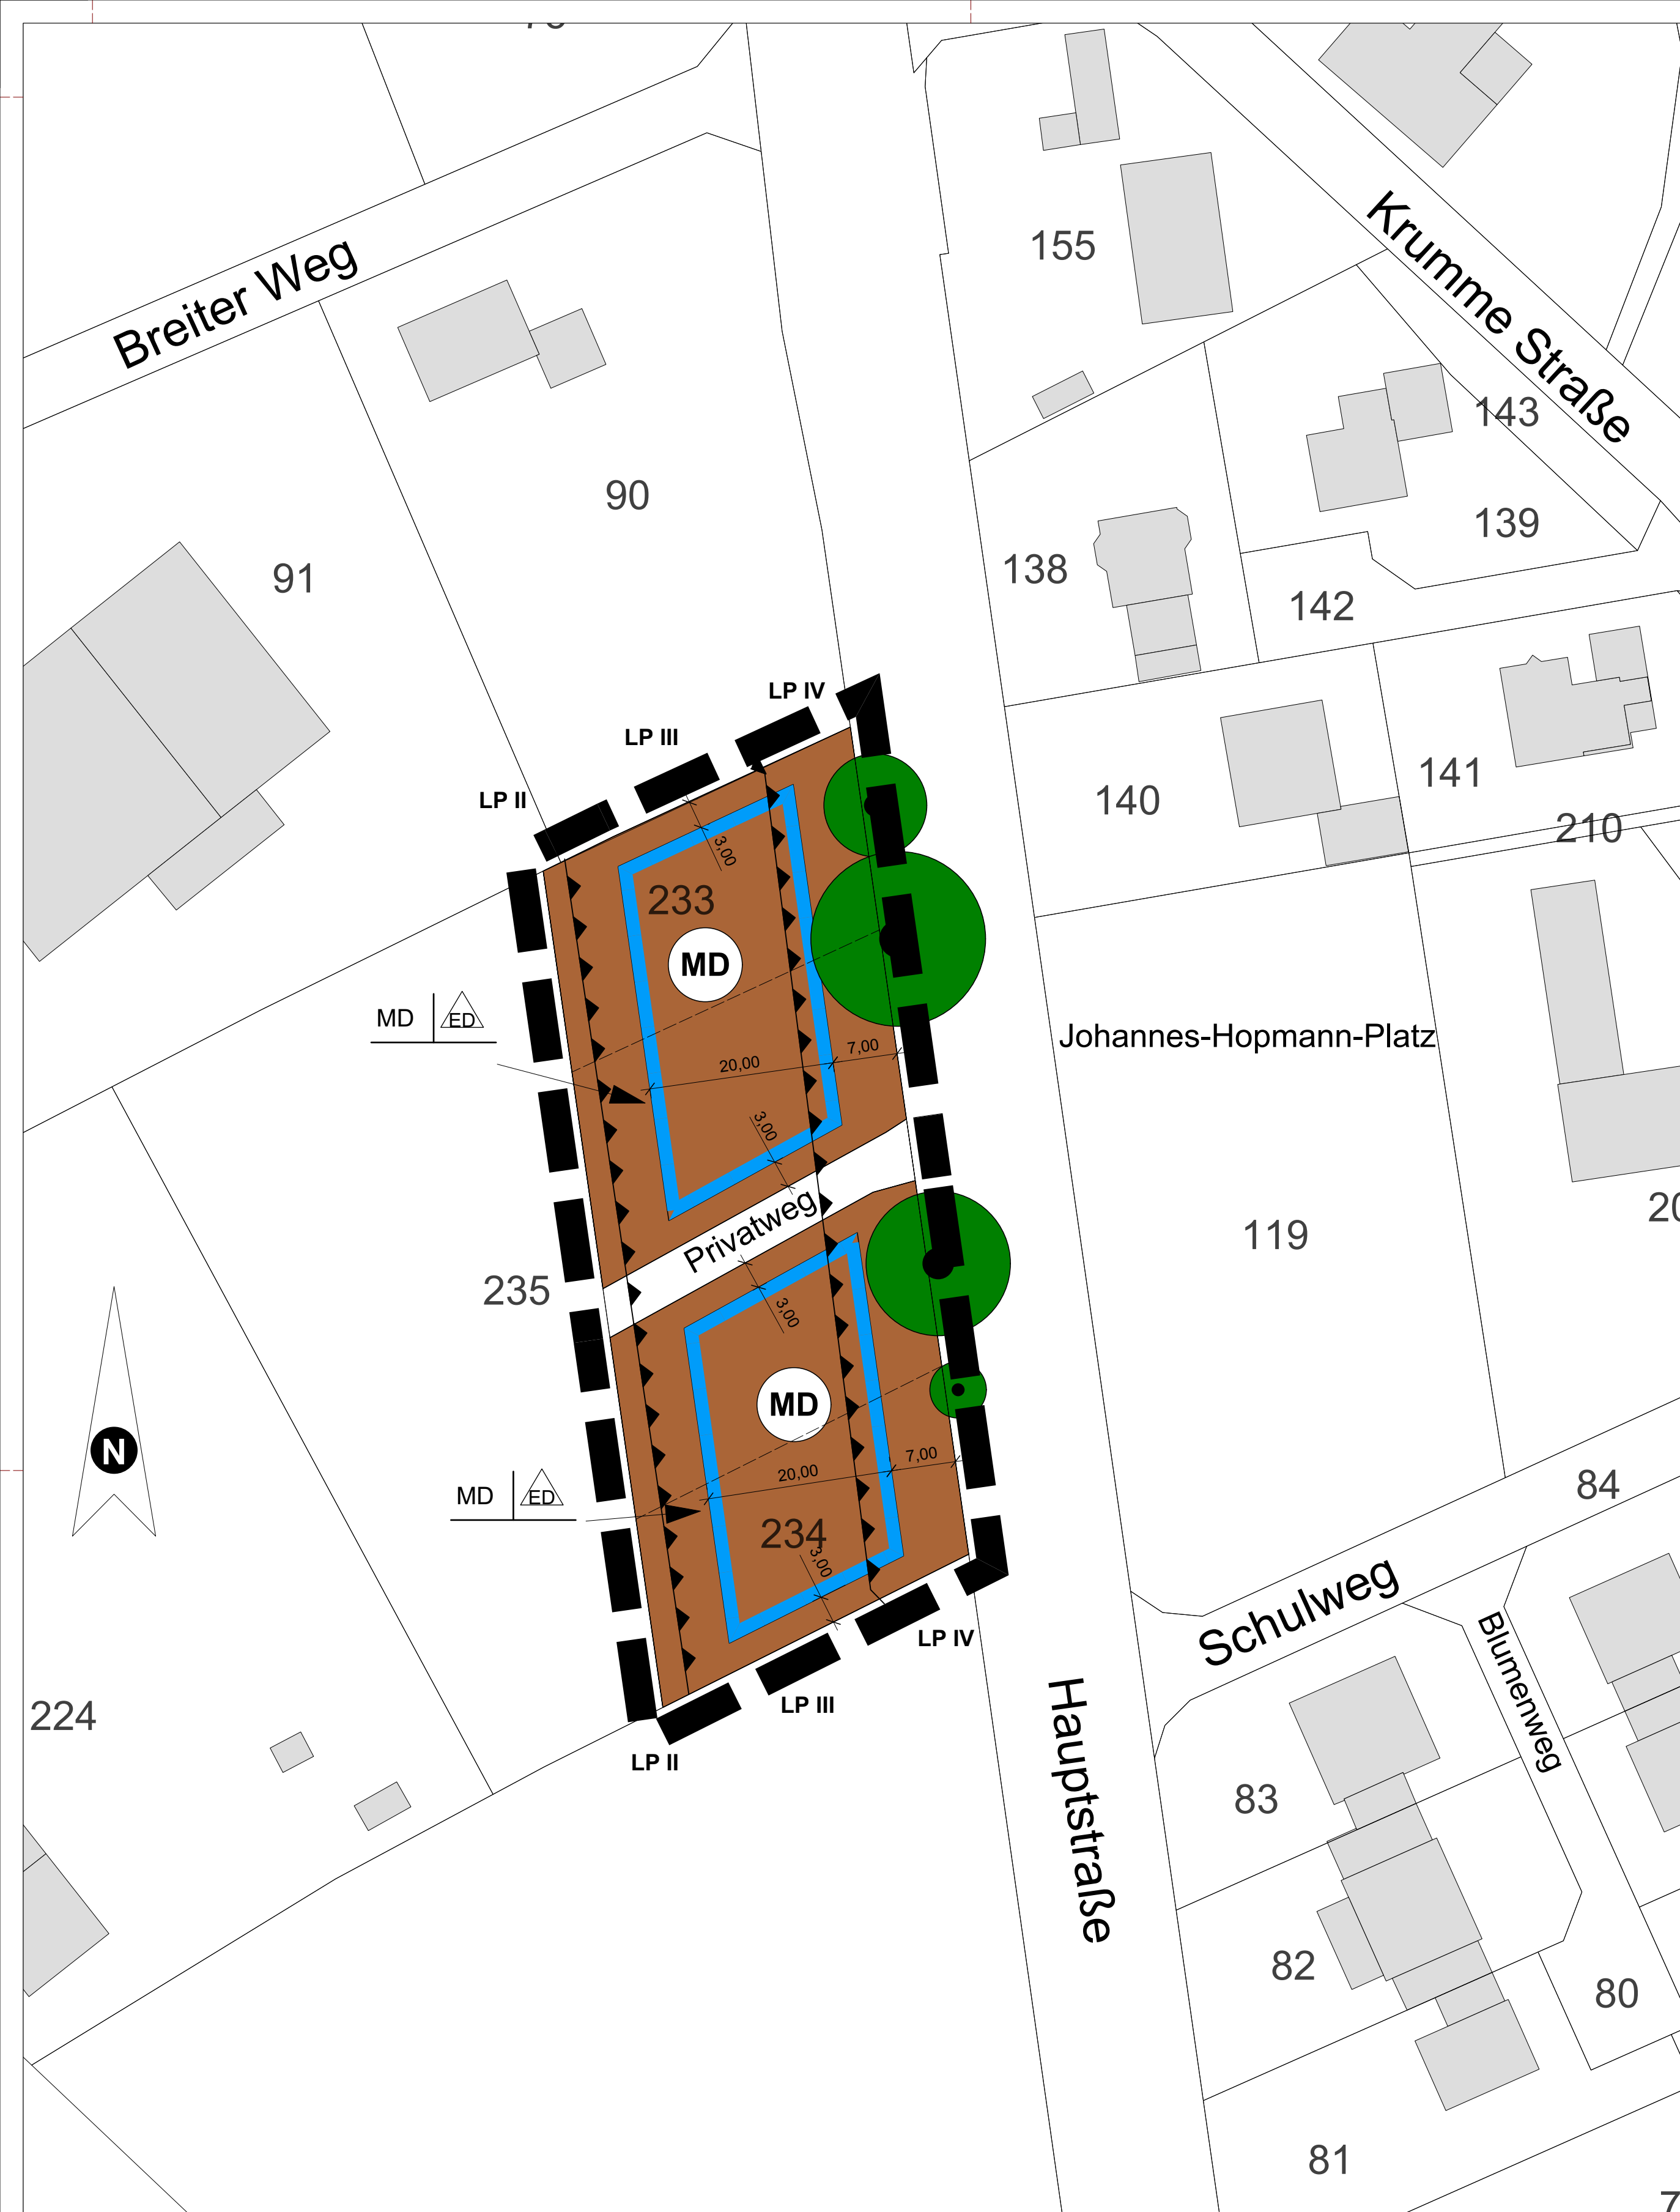 Breiter Weg
Krumme Straße
155
143
90
139
91
138
142
LP IV
LP III
LP II
141
140
210
3,00
233
MD
MD
ED
Johannes-Hopmann-Platz
20,00
7,00
3,00
Privatweg
119
235
3,00
MD
N
7,00
20,00
84
MD
ED
234
3,00
Schulweg
LP IV
Blumenweg
LP III
224
LP II
Hauptstraße
83
82
80
81